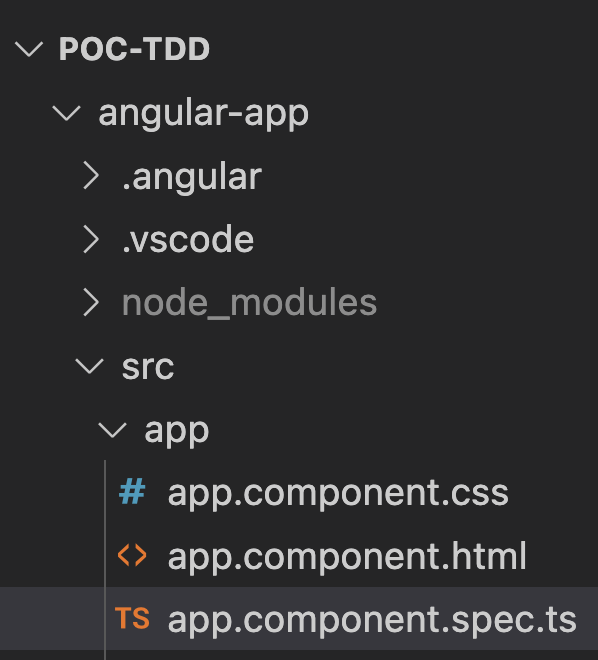 POC-TDD
angular-app
.angular
.vscode
node_modules
src
app
# app.component.css
<> app.component.html
TS app.component.spec.ts